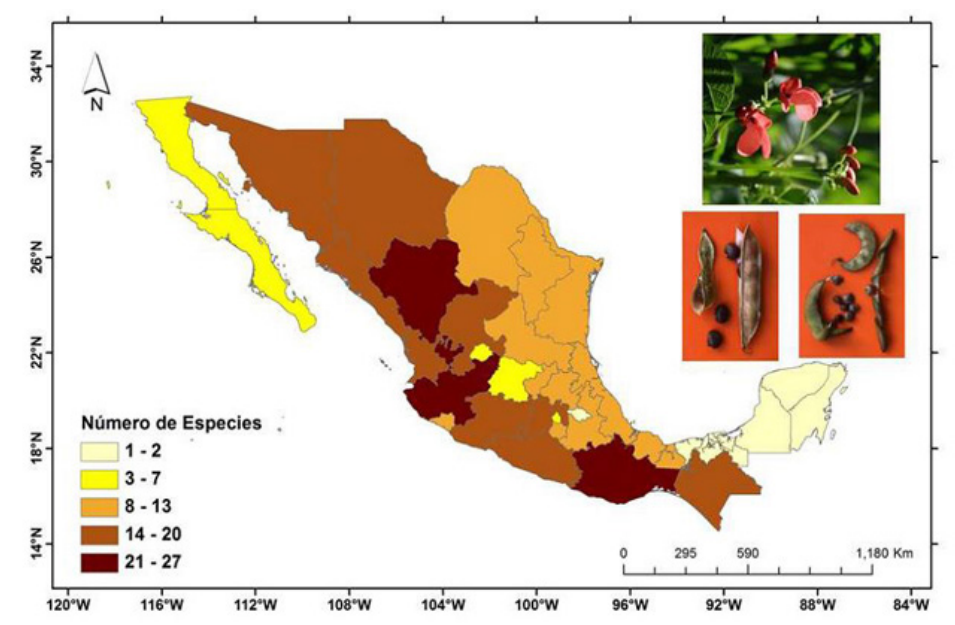 34°N
30°N
26°N
22°N
18°N
14°N
N
Número de Especies
1 - 2
3 - 7
8 - 13
14 - 20
21 - 27
0 295 590 1,180 Km
120°W 116°W 112°W 108°W 104°W 100°W 96°W 92°W 88°W 84°W